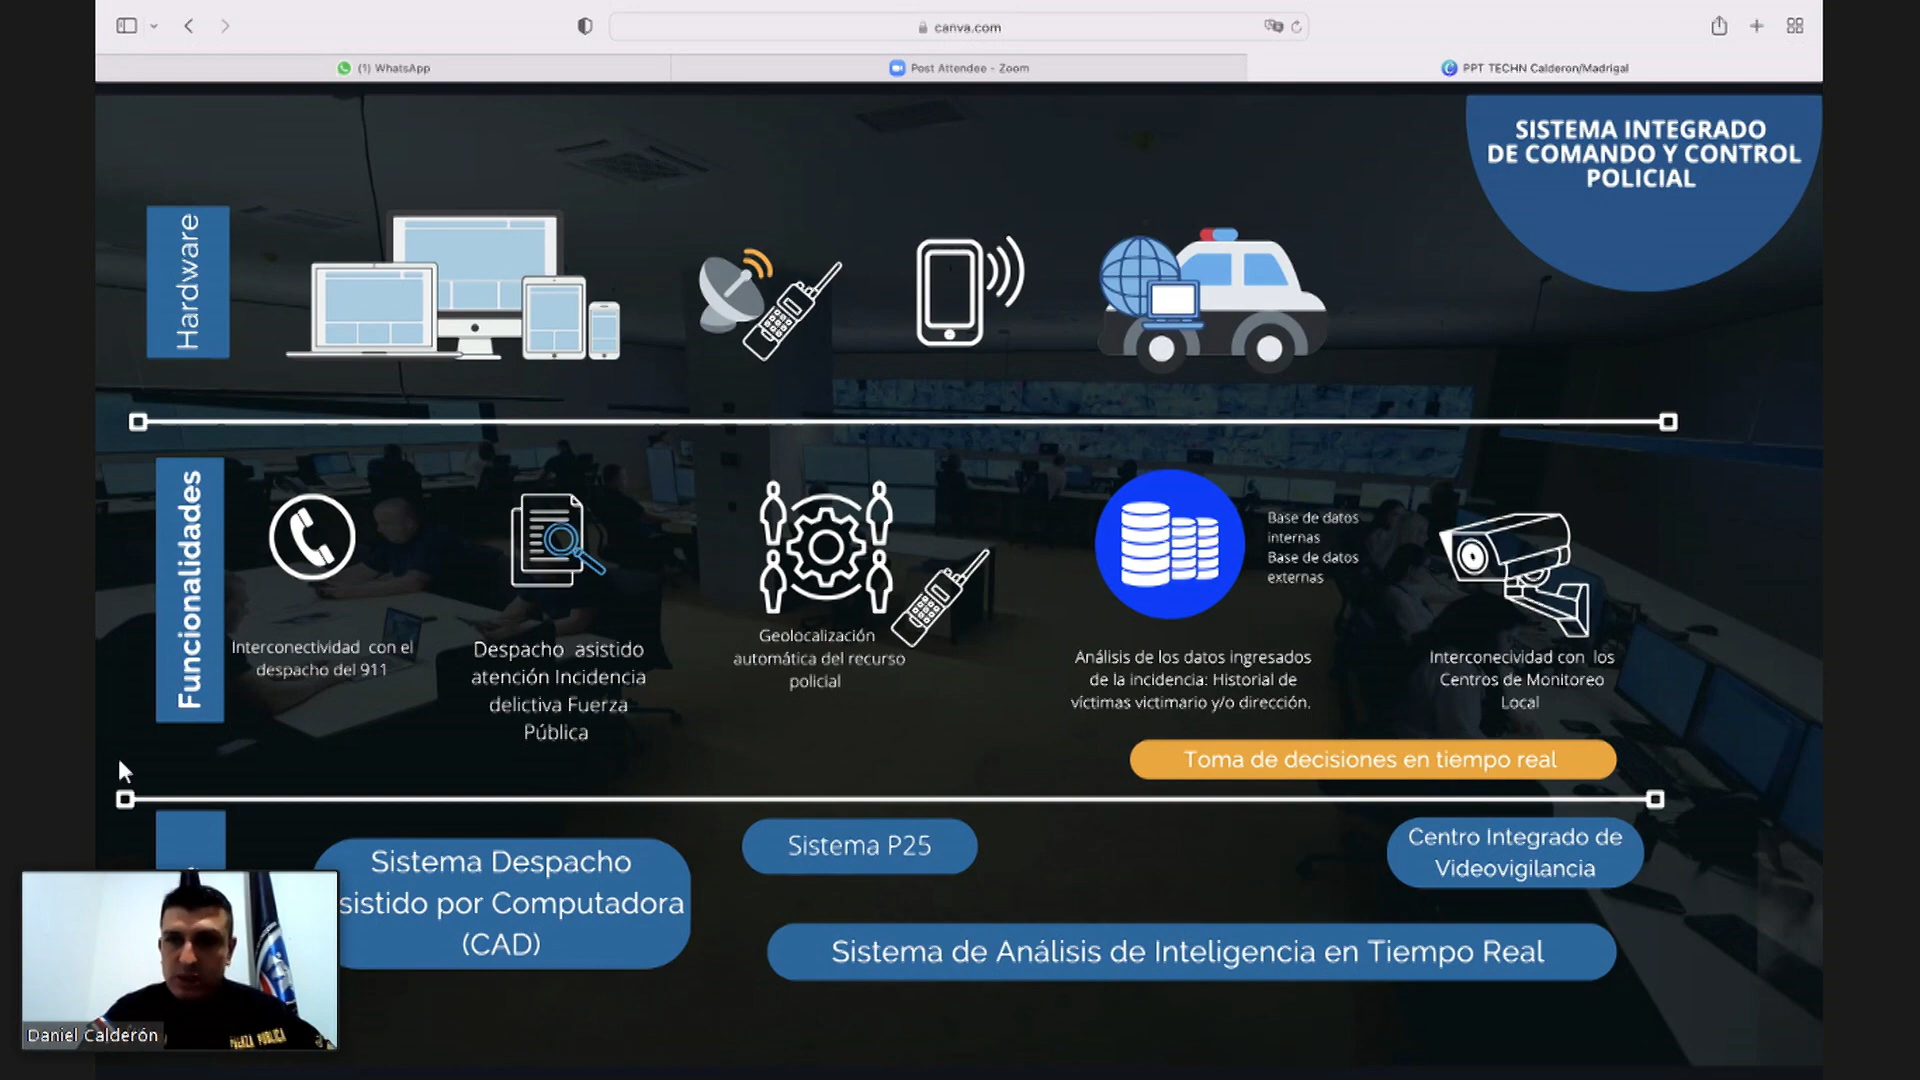 canva.com
(1) WhatsApp
Post Attendee - Zoom
PPT TECHN Calderon/Madrigal
SISTEMA INTEGRADO
DE COMANDO Y CONTROL
POLICIAL
Hardware
Funcionalidades
Interconectividad con el
despacho del 911
Despacho asistido
atención Incidencia
delictiva Fuerza
Pública
Geolocalización
automática del recurso
policial
Base de datos
internas
Base de datos
externas
Análisis de los datos ingresados
de la incidencia: Historial de
víctimas victimario y/o dirección.
Interconecividad con los
Centros de Monitoreo
Local
Toma de decisiones en tiempo real
Sistema Despacho
sistido por Computadora
(CAD)
Sistema P25
Centro Integrado de
Videovigilancia
Sistema de Análisis de Inteligencia en Tiempo Real
Daniel Calderón
FUERZA PÚBLICA